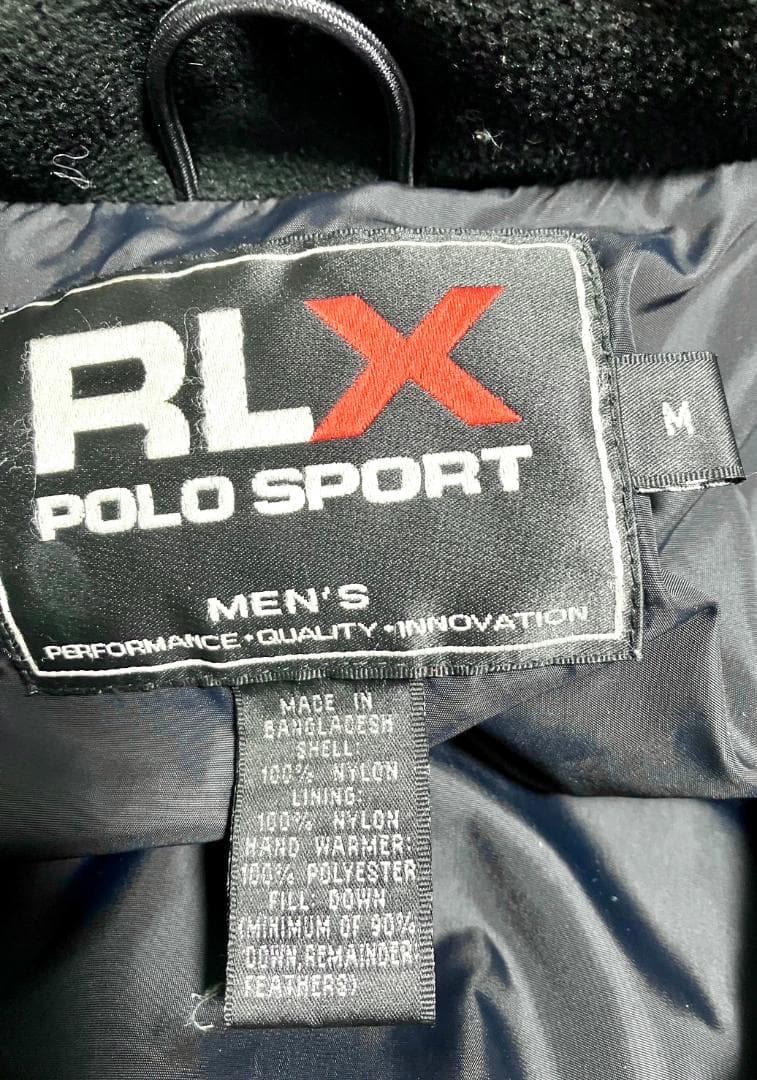 RLX
POLO SPORT
M
MEN'S
PERFORMANCE•QUALITY•INNOVATION
MADE IN
BANGLADESH
SHELL:
100% NYLON
LINING:
100% NYLON
HAND WARMER:
100% POLYESTER
FILL: DOWN
(MINIMUM OF 90%
DOWN,REMAINDER
FEATHERS)